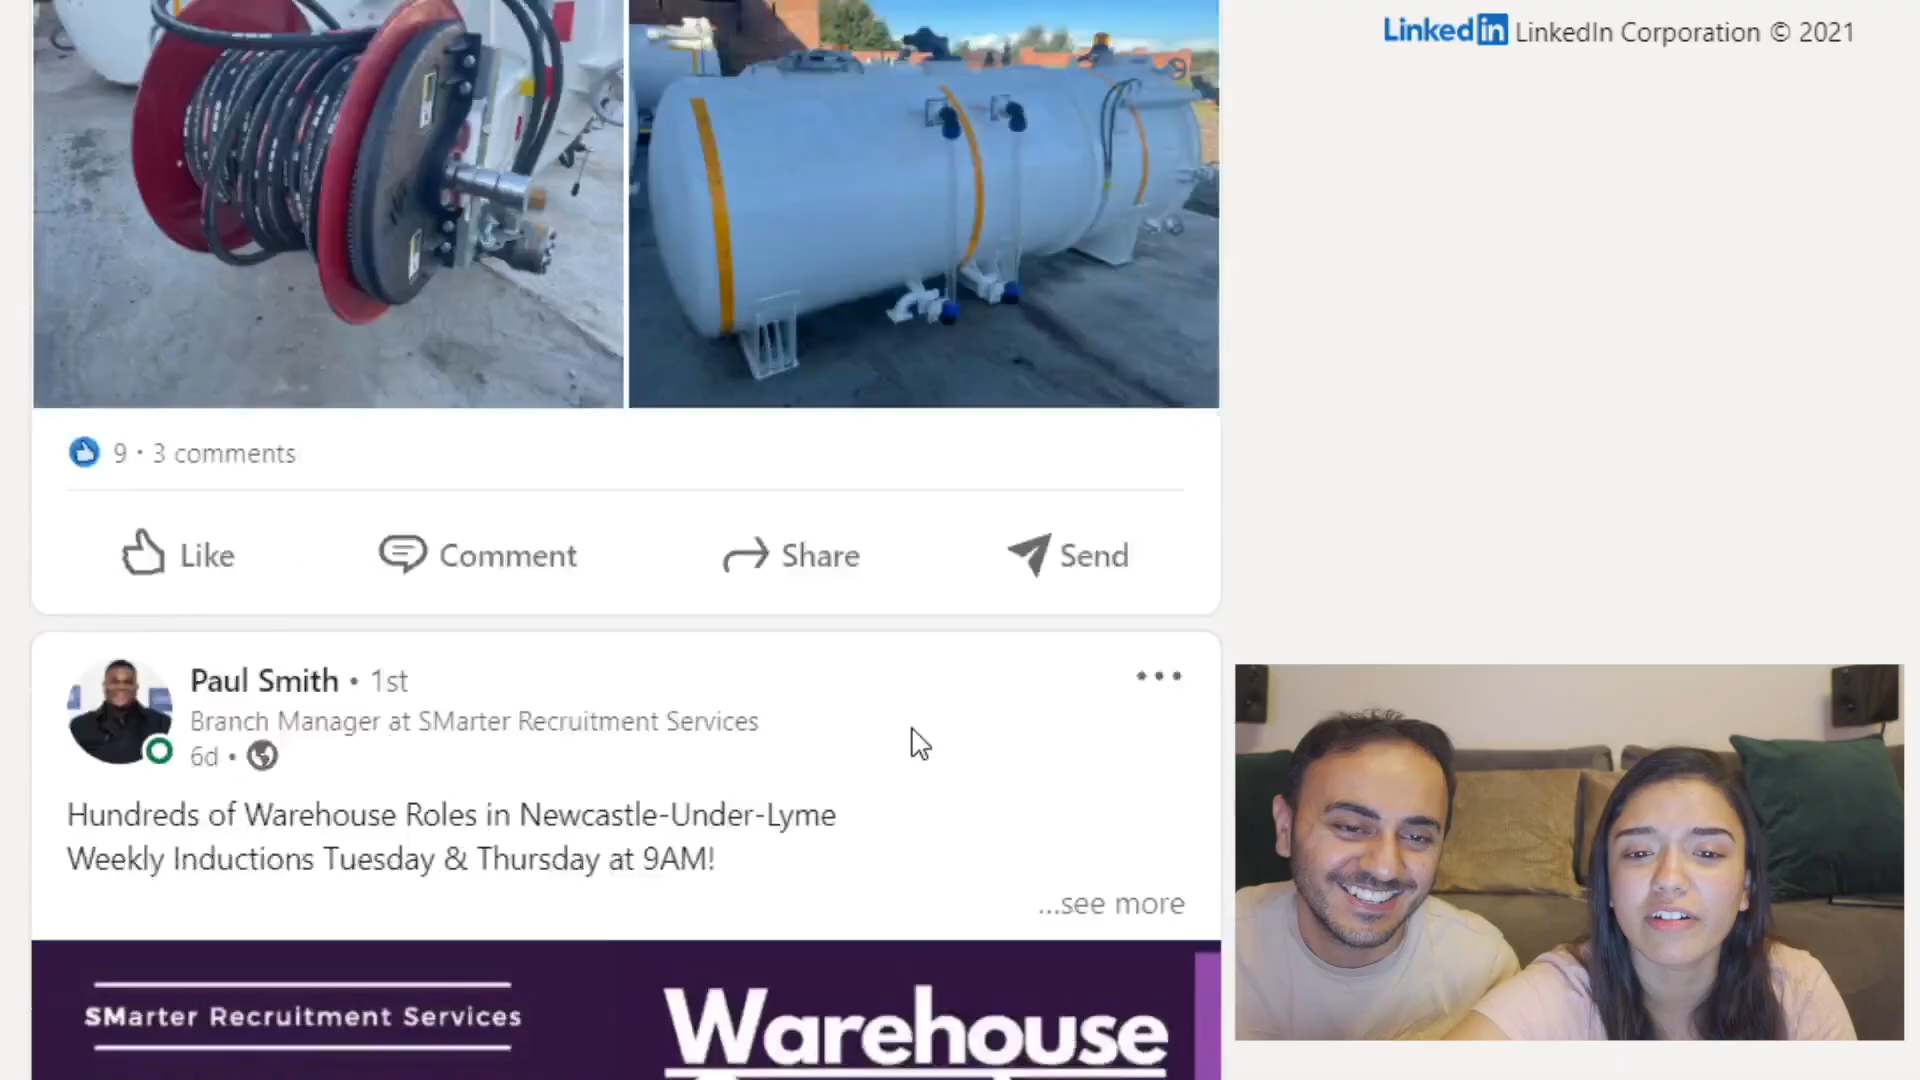 Linked in LinkedIn Corporation © 2021
9 · 3 comments
Like Comment Share Send
Paul Smith • 1st
Branch Manager at SMarter Recruitment Services
6d •
Hundreds of Warehouse Roles in Newcastle-Under-Lyme
Weekly Inductions Tuesday & Thursday at 9AM!
...see more
SMarter Recruitment Services
Warehouse